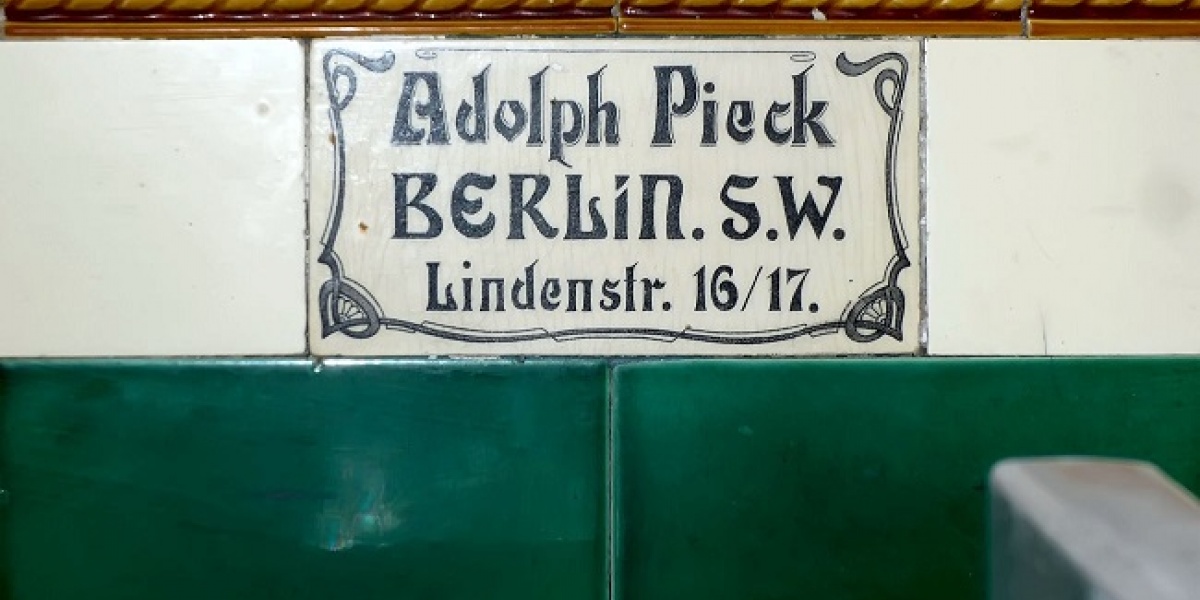 Adolph Pieck
BERLiN. S.W.
Lindenstr. 16/17.